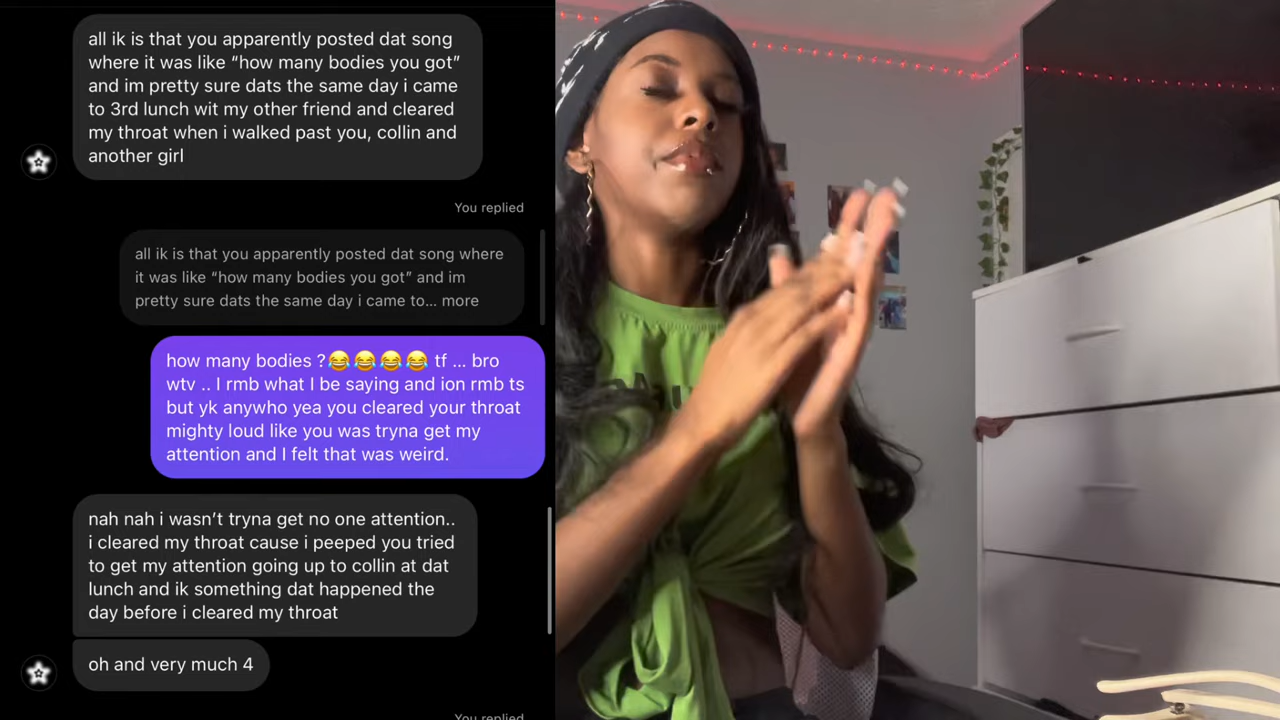 all ik is that you apparently posted dat song
where it was like “how many bodies you got”
and im pretty sure dats the same day i came
to 3rd lunch wit my other friend and cleared
my throat when i walked past you, collin and
another girl
You replied
all ik is that you apparently posted dat song where
it was like “how many bodies you got” and im
pretty sure dats the same day i came to... more
how many bodies ?😂😂😂😂 tf ... bro
wtv .. I rmb what I be saying and ion rmb ts
but yk anywho yea you cleared your throat
mighty loud like you was tryna get my
attention and I felt that was weird.
nah nah i wasn’t tryna get no one attention..
i cleared my throat cause i peeped you tried
to get my attention going up to collin at dat
lunch and ik something dat happened the
day before i cleared my throat
oh and very much 4
You replied